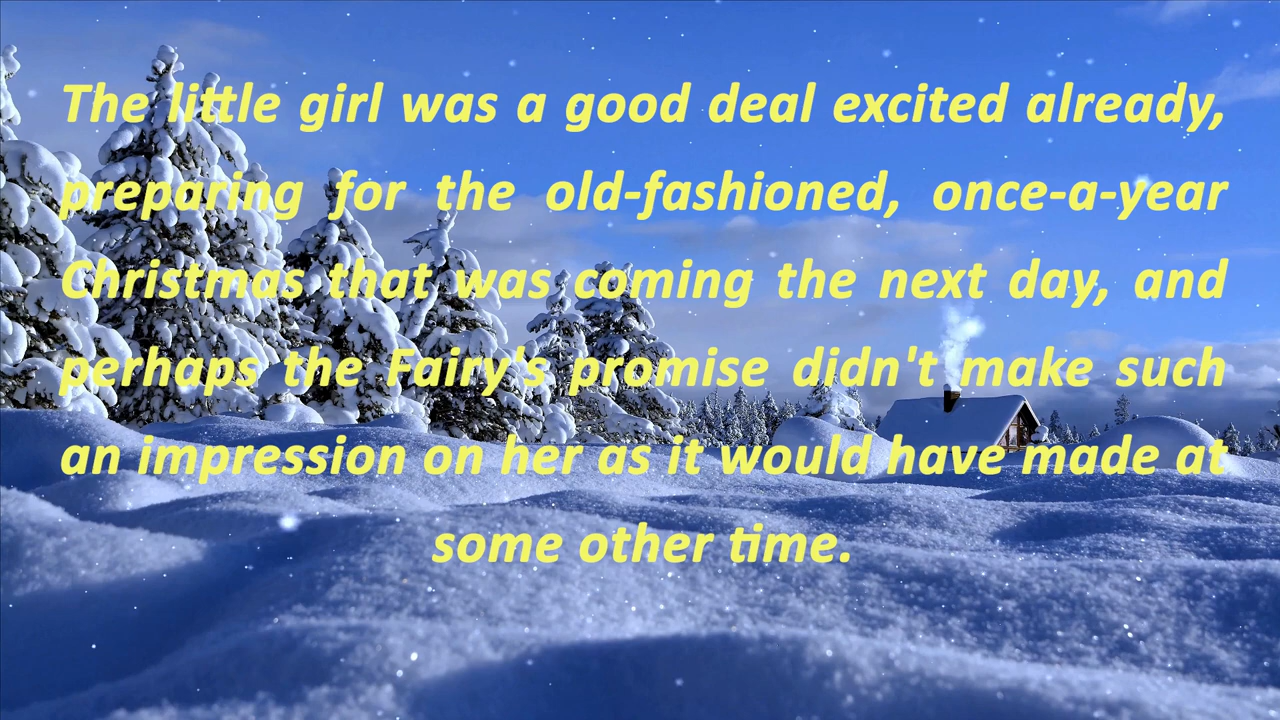 The little girl was a good deal excited already,
preparing for the old-fashioned, once-a-year
Christmas that was coming the next day, and
perhaps the Fairy's promise didn't make such
an impression on her as it would have made at
some other time.